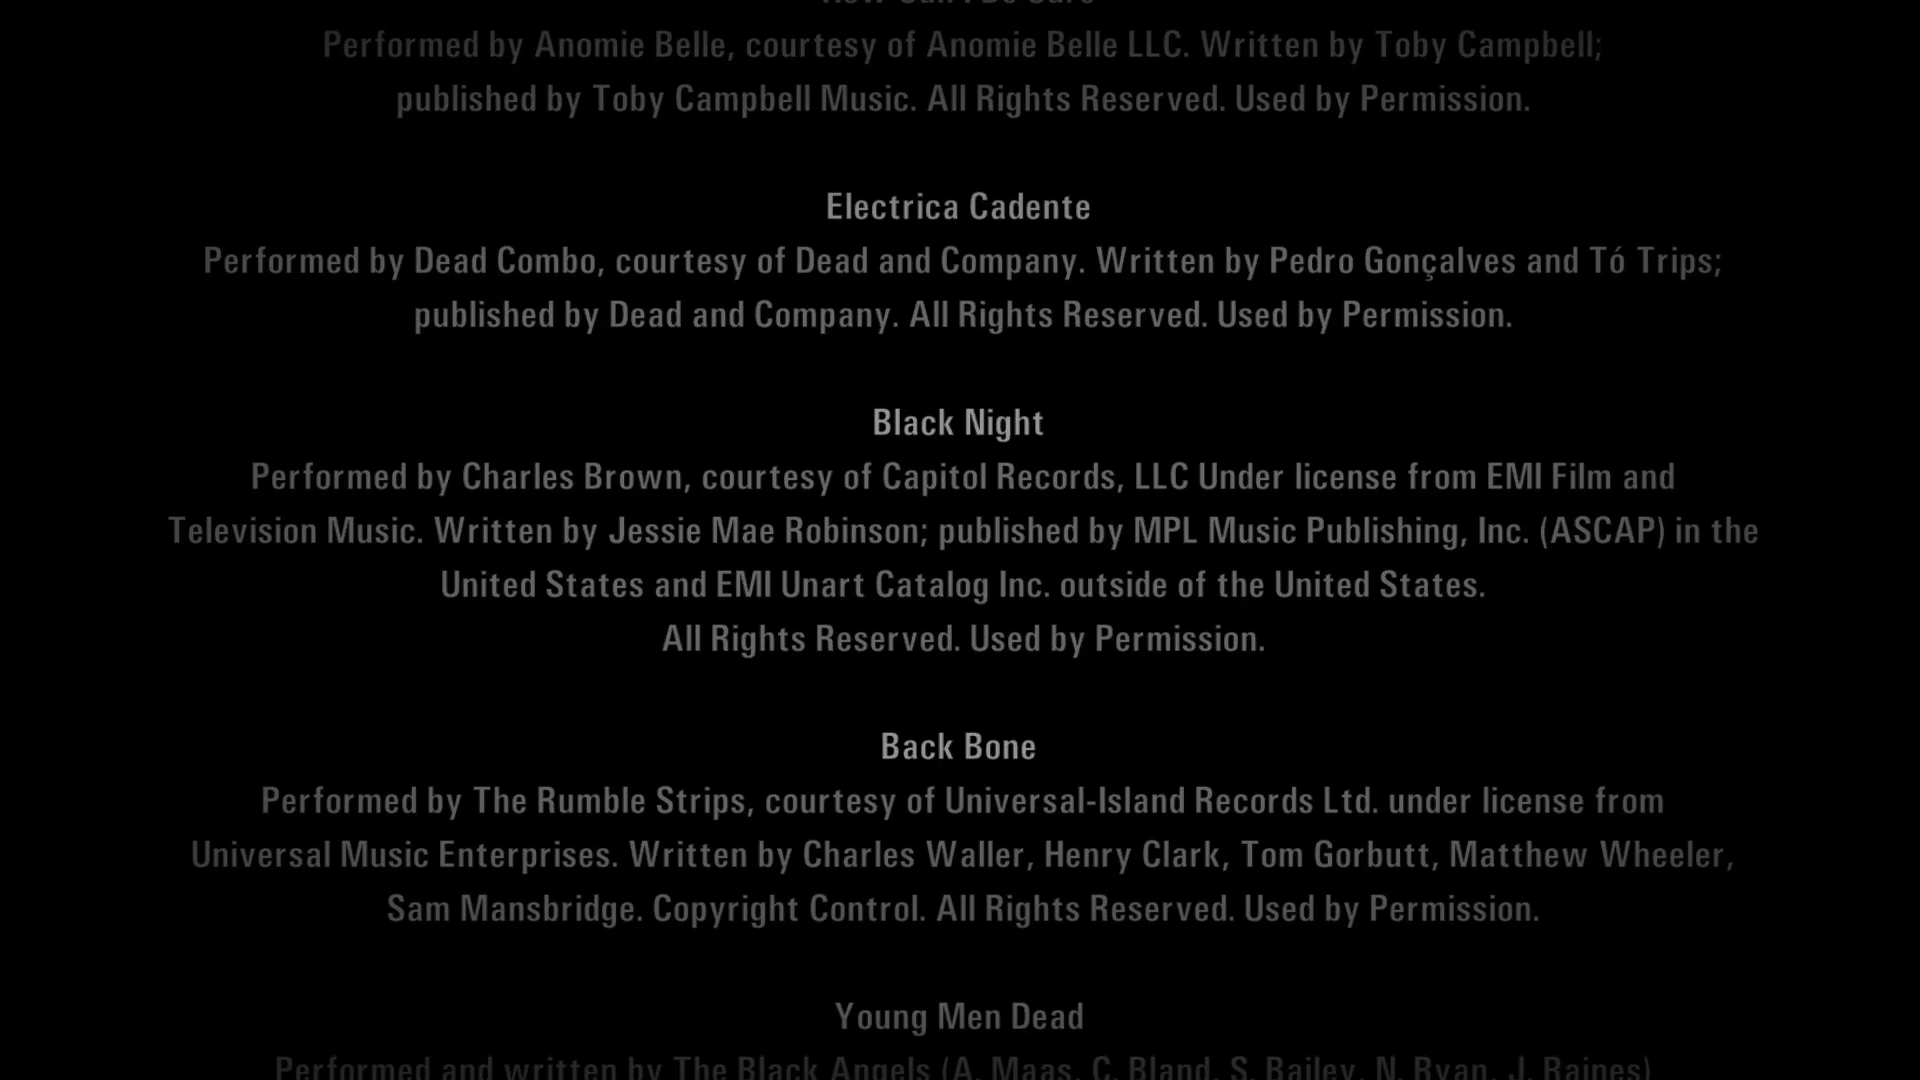 How Can I Be Sure
Performed by Anomie Belle, courtesy of Anomie Belle LLC. Written by Toby Campbell;
published by Toby Campbell Music. All Rights Reserved. Used by Permission.
Electrica Cadente
Performed by Dead Combo, courtesy of Dead and Company. Written by Pedro Gonçalves and Tó Trips;
published by Dead and Company. All Rights Reserved. Used by Permission.
Black Night
Performed by Charles Brown, courtesy of Capitol Records, LLC Under license from EMI Film and
Television Music. Written by Jessie Mae Robinson; published by MPL Music Publishing, Inc. (ASCAP) in the
United States and EMI Unart Catalog Inc. outside of the United States.
All Rights Reserved. Used by Permission.
Back Bone
Performed by The Rumble Strips, courtesy of Universal-Island Records Ltd. under license from
Universal Music Enterprises. Written by Charles Waller, Henry Clark, Tom Gorbutt, Matthew Wheeler,
Sam Mansbridge. Copyright Control. All Rights Reserved. Used by Permission.
Young Men Dead
Performed and written by The Black Angels (A. Maas, C. Bland, S. Bailey, N. Ryan, J. Raines)